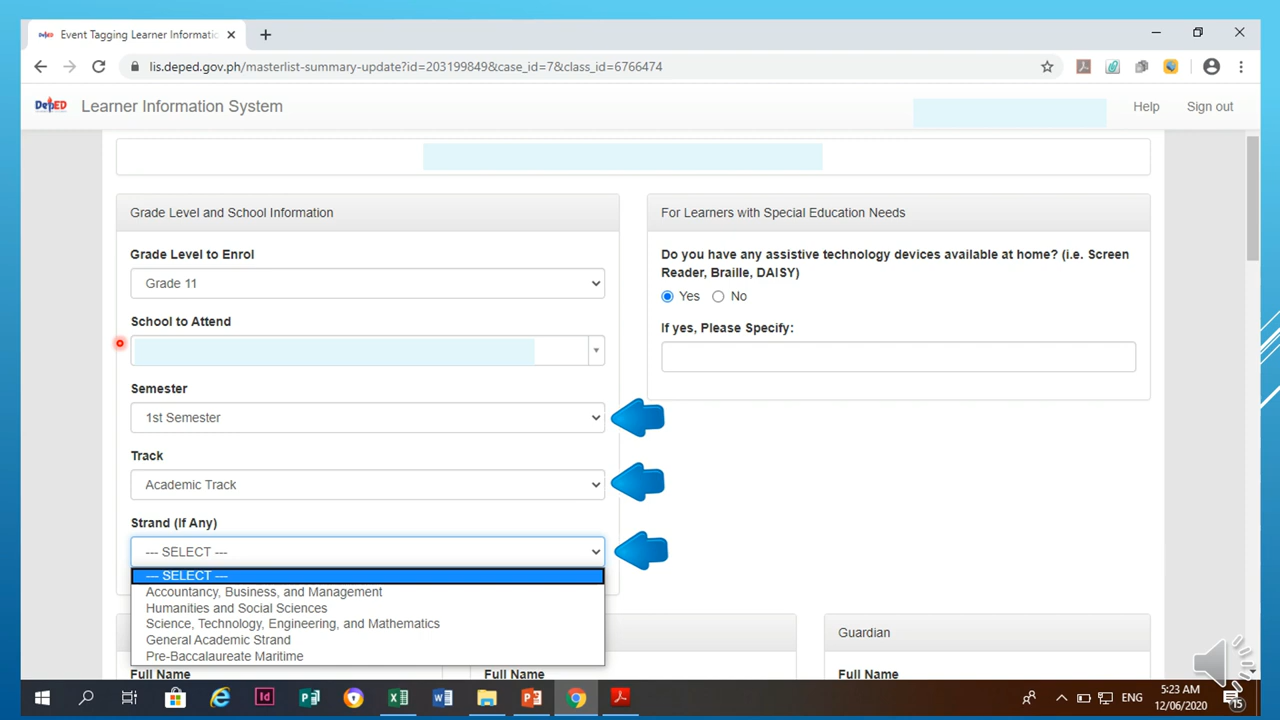 Event Tagging Learner Informatic
lis.deped.gov.ph/masterlist-summary-update?id=203199849&case_id=7&class_id=6766474
DepED Learner Information System
Help
Sign out
Grade Level and School Information
Grade Level to Enrol
Grade 11
School to Attend
Semester
1st Semester
Track
Academic Track
Strand (If Any)
--- SELECT ---
--- SELECT ---
Accountancy, Business, and Management
Humanities and Social Sciences
Science, Technology, Engineering, and Mathematics
General Academic Strand
Pre-Baccalaureate Maritime
For Learners with Special Education Needs
Do you have any assistive technology devices available at home? (i.e. Screen
Reader, Braille, DAISY)
Yes No
If yes, Please Specify:
Guardian
Full Name
Full Name
Full Name
ENG
5:23 AM
12/06/2020
15